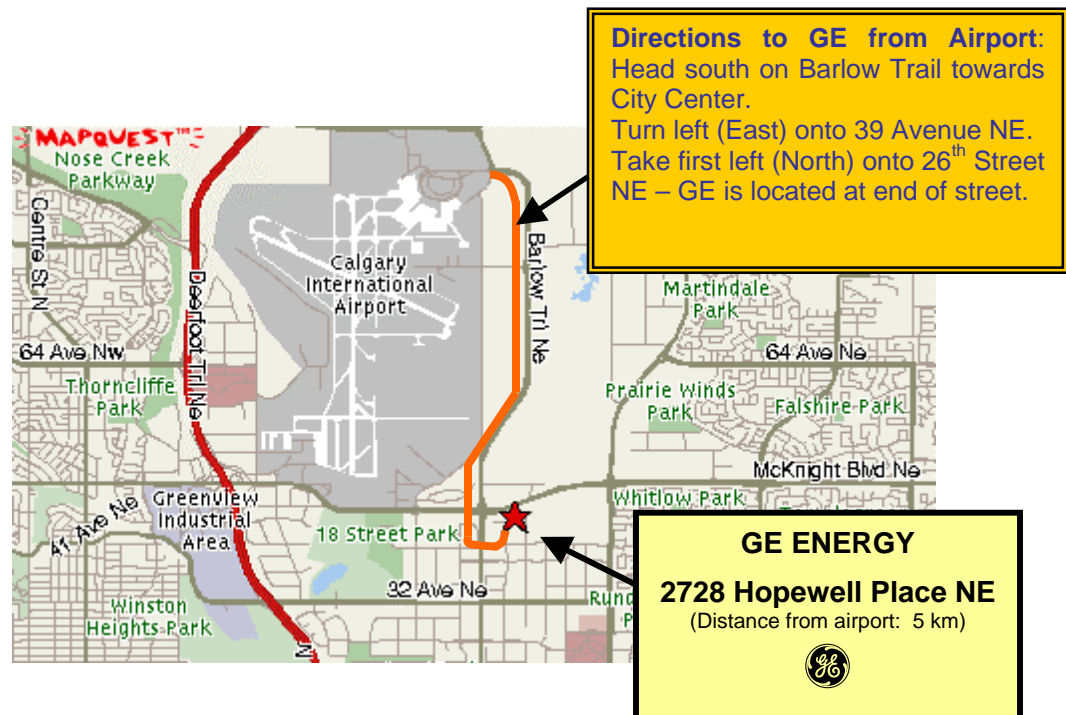 Directions to GE from Airport:
Head south on Barlow Trail towards
City Center.
Turn left (East) onto 39 Avenue NE.
Take first left (North) onto 26th Street
NE – GE is located at end of street.
MAPQUEST™
Nose Creek
Parkway
Centre St N
Deerfoot Trl Ne
Calgary
International
Airport
Barlow Trl Ne
Martindale
Park
64 Ave Nw
64 Ave Ne
Thorncliffe
Park
Prairie Winds
Park
Falshire Park
McKnight Blvd Ne
Greenview
Industrial
Area
41 Ave Ne
18 Street Park
Whitlow Park
32 Ave Ne
Winston
Heights Park
N
GE ENERGY
2728 Hopewell Place NE
(Distance from airport: 5 km)
GE